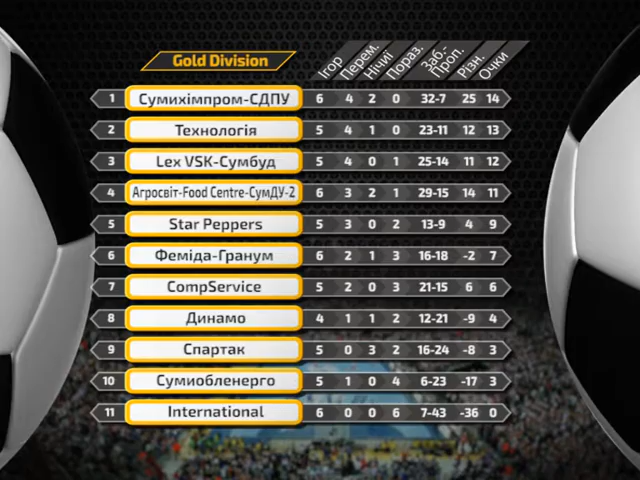 Gold Division
Ігор Перем. Нічиї Пораз. Заб.-Проп. Різн. Очки
1 Сумихімпром-СДПУ 6 4 2 0 32-7 25 14
2 Технологія 5 4 1 0 23-11 12 13
3 Lex VSK-Сумбуд 5 4 0 1 25-14 11 12
4 Агросвіт-Food Centre-СумДУ-2 6 3 2 1 29-15 14 11
5 Star Peppers 5 3 0 2 13-9 4 9
6 Феміда-Гранум 6 2 1 3 16-18 -2 7
7 CompService 5 2 0 3 21-15 6 6
8 Динамо 4 1 1 2 12-21 -9 4
9 Спартак 5 0 3 2 16-24 -8 3
10 Сумиобленерго 5 1 0 4 6-23 -17 3
11 International 6 0 0 6 7-43 -36 0